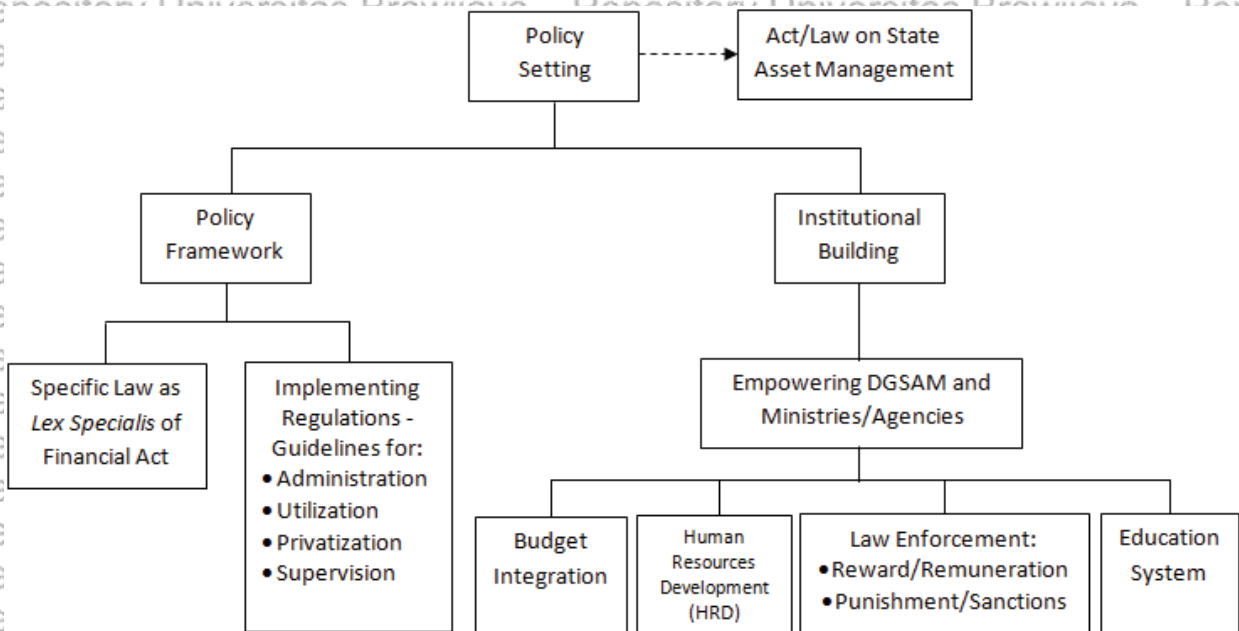 Policy
Setting
Act/Law on State
Asset Management
Policy
Framework
Institutional
Building
Specific Law as
Lex Specialis of
Financial Act
Implementing
Regulations -
Guidelines for:
• Administration
• Utilization
• Privatization
• Supervision
Empowering DGSAM and
Ministries/Agencies
Budget
Integration
Human
Resources
Development
(HRD)
Law Enforcement:
• Reward/Remuneration
• Punishment/Sanctions
Education
System